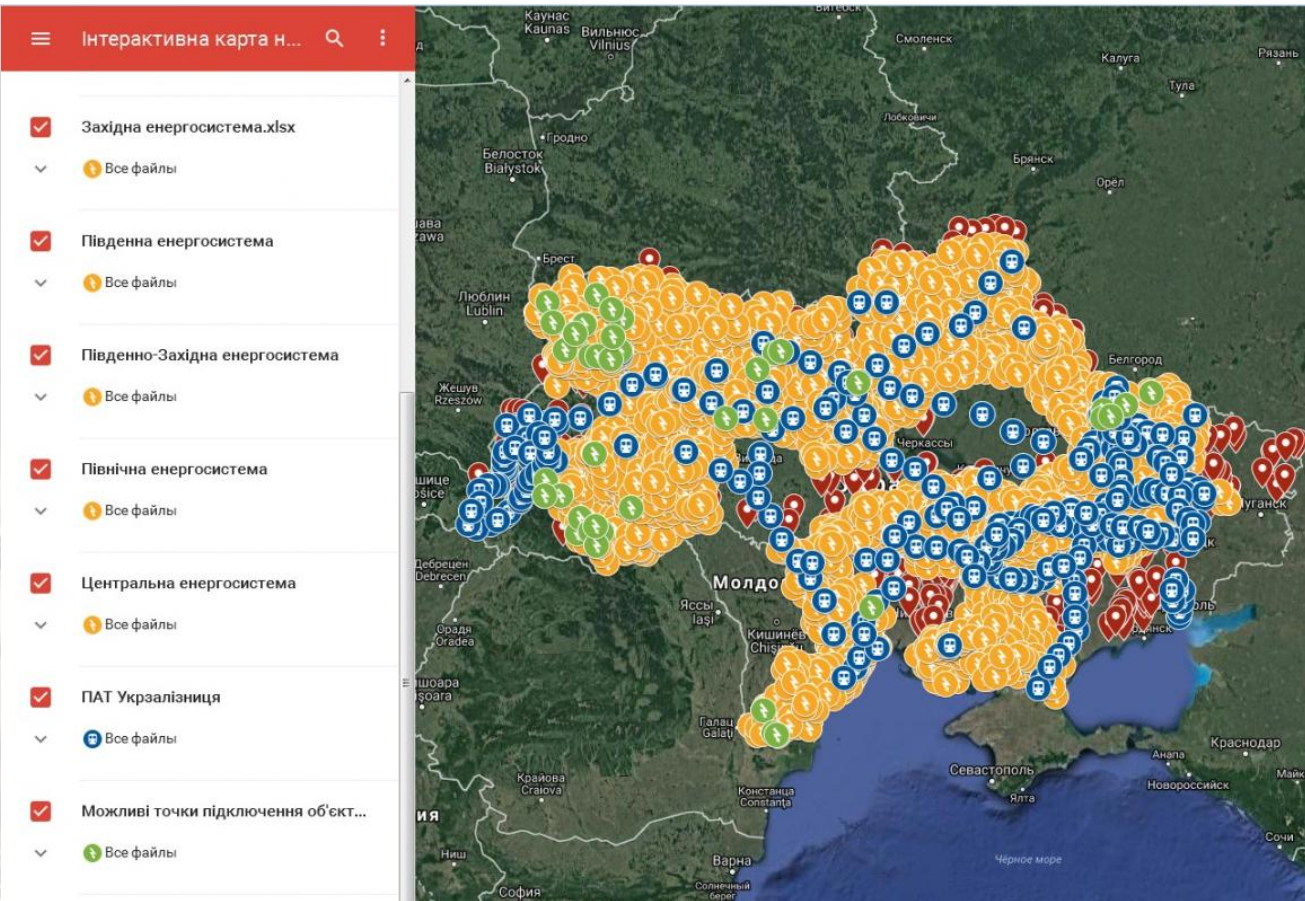 Інтерактивна карта н...
Західна енергосистема.xlsx
Все файлы
Південна енергосистема
Все файлы
Південно-Західна енергосистема
Все файлы
Північна енергосистема
Все файлы
Центральна енергосистема
Все файлы
ПАТ Укрзалізниця
Все файлы
Можливі точки підключення об'єкт...
Все файлы
Каунас
Kaunas
Вильнюс
Vilnius
Смоленск
Калуга
Рязань
Тула
Лобковичи
Гродно
Белосток
Białystok
Брянск
Орёл
Брест
Люблин
Lublin
Белгород
Жешув
Rzeszów
Черкассы
Дебрецен
Debrecen
Молдо
Яссы
Iași
Кишинёв
Орадя
Oradea
Галац
Galați
Крайова
Craiova
Констанца
Constanța
Севастополь
Ялта
Анапа
Краснодар
Новороссийск
Сочи
Чёрное море
Ниш
Варна
Солнечный
берег
София